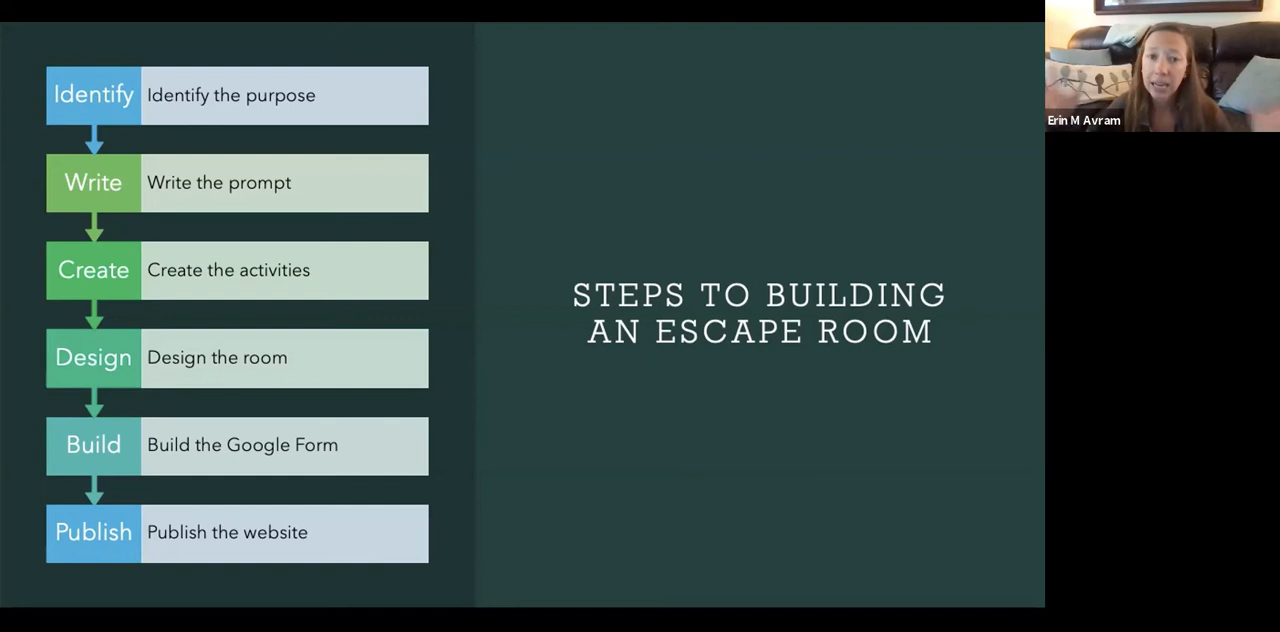 Identify
Identify the purpose
Write
Write the prompt
Create
Create the activities
Design
Design the room
Build
Build the Google Form
Publish
Publish the website
STEPS TO BUILDING
AN ESCAPE ROOM
Erin M Avram